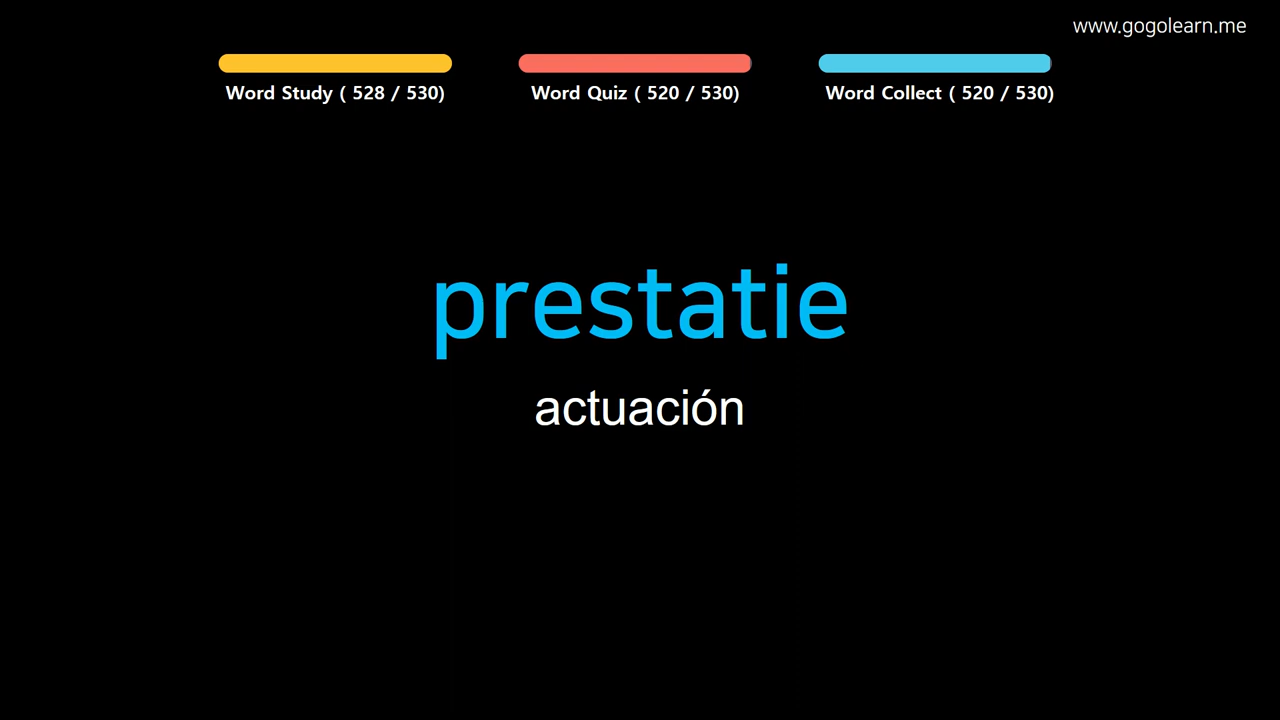 www.gogolearn.me
Word Study ( 528 / 530)
Word Quiz ( 520 / 530)
Word Collect ( 520 / 530)
prestatie
actuación